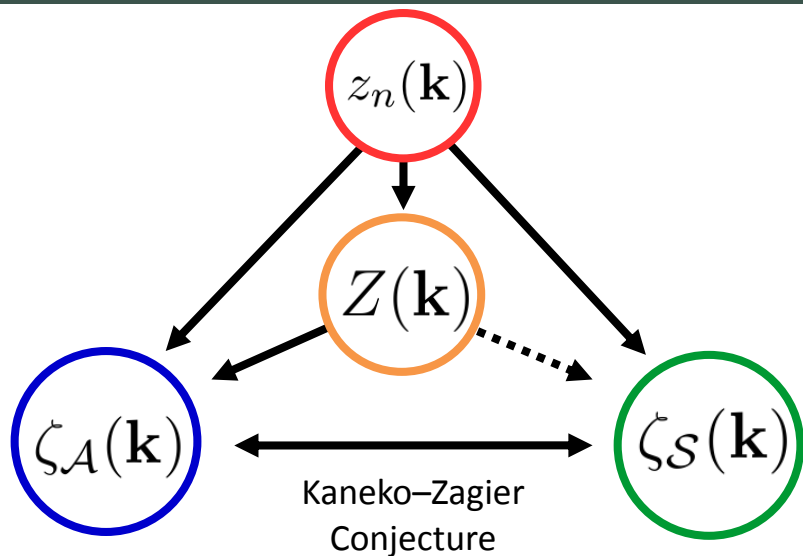 z_n(𝐤)
Z(𝐤)
ζ_𝒜(𝐤)
ζ_𝒮(𝐤)
Kaneko–Zagier
Conjecture